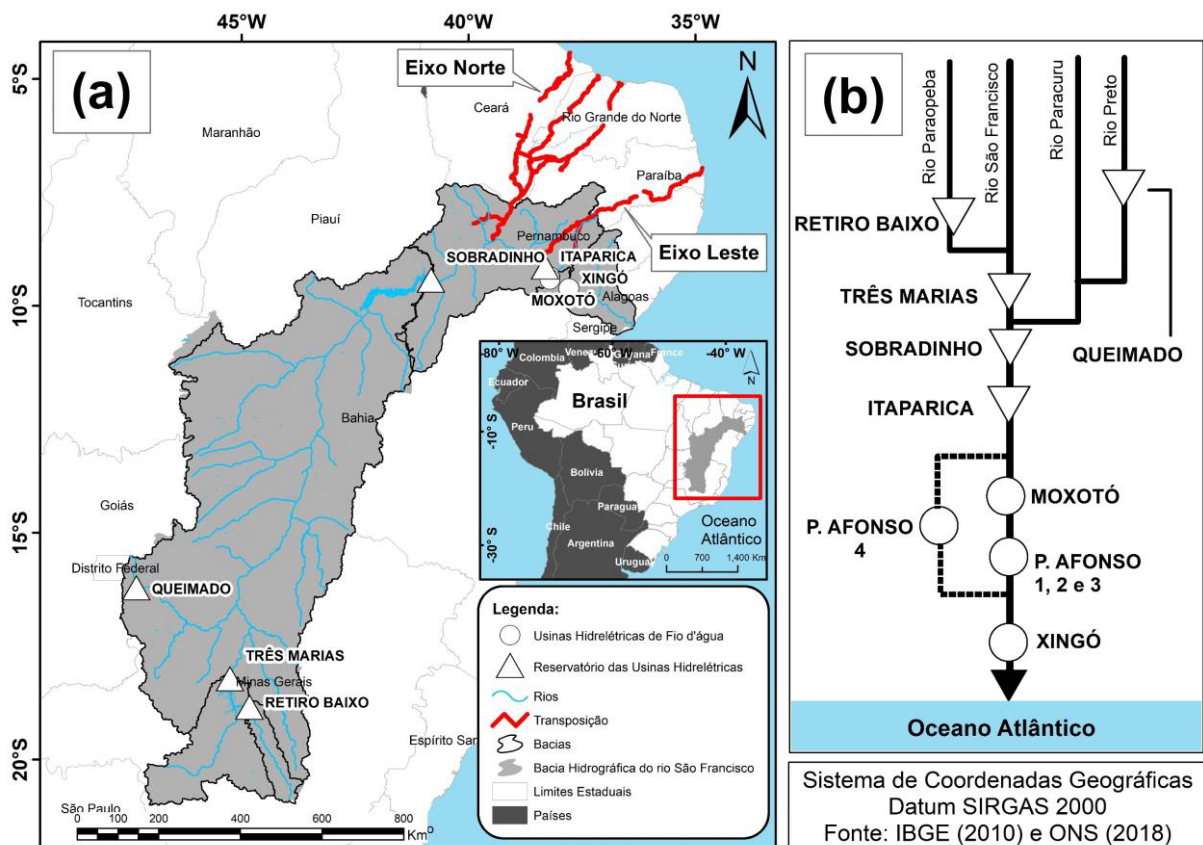 45°W
40°W
35°W
(a)
Eixo Norte
N
5°S
Ceará
Maranhão
Rio Grande do Norte
Paraíba
Piauí
Pernambuco
Eixo Leste
SOBRADINHO
ITAPARICA
XINGÓ
MOXOTÓ
Alagoas
Tocantins
10°S
Sergipe
Bahia
80° W
60° W
40° W
Colombia
France
N
Ecuador
Brasil
-10° S
Peru
Bolivia
Paraguay
Chile
Oceano
Atlântico
Argentina
0 700 1,400 Km
Uruguay
-30° S
Goiás
15°S
Distrito Federal
QUEIMADO
TRÊS MARIAS
Minas Gerais
RETIRO BAIXO
Espírito San
20°S
São Paulo
0 200 400 600 800
Km
Legenda:
Usinas Hidrelétricas de Fio d'água
Reservatório das Usinas Hidrelétricas
Rios
Transposição
Bacias
Bacia Hidrográfica do rio São Francisco
Limites Estaduais
Países
(b)
Rio Paraopeba
Rio São Francisco
Rio Paracuru
Rio Preto
RETIRO BAIXO
TRÊS MARIAS
SOBRADINHO
QUEIMADO
ITAPARICA
MOXOTÓ
P. AFONSO
4
P. AFONSO
1, 2 e 3
XINGÓ
Oceano Atlântico
Sistema de Coordenadas Geográficas
Datum SIRGAS 2000
Fonte: IBGE (2010) e ONS (2018)